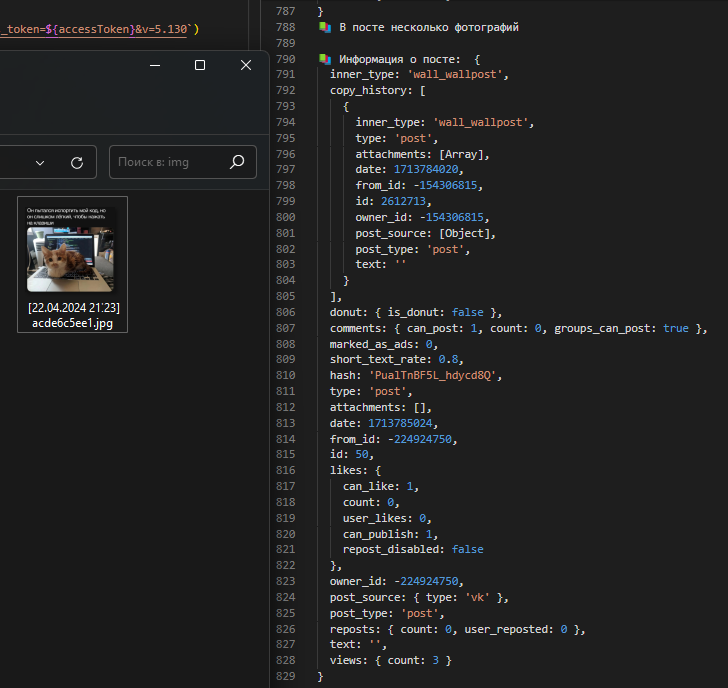 _token=${accessToken}&v=5.130`)
Поиск в: img
Он пытался испортить мой код, но
он слишком лёгкий, чтобы нажать
на клавиши
[22.04.2024 21:23]
acde6c5ee1.jpg
787 }
788 В посте несколько фотографий
789
790 Информация о посте: {
791 inner_type: 'wall_wallpost',
792 copy_history: [
793 {
794 inner_type: 'wall_wallpost',
795 type: 'post',
796 attachments: [Array],
797 date: 1713784020,
798 from_id: -154306815,
799 id: 2612713,
800 owner_id: -154306815,
801 post_source: [Object],
802 post_type: 'post',
803 text: ''
804 }
805 ],
806 donut: { is_donut: false },
807 comments: { can_post: 1, count: 0, groups_can_post: true },
808 marked_as_ads: 0,
809 short_text_rate: 0.8,
810 hash: 'PualTnBF5L_hdycd8Q',
811 type: 'post',
812 attachments: [],
813 date: 1713785024,
814 from_id: -224924750,
815 id: 50,
816 likes: {
817 can_like: 1,
818 count: 0,
819 user_likes: 0,
820 can_publish: 1,
821 repost_disabled: false
822 },
823 owner_id: -224924750,
824 post_source: { type: 'vk' },
825 post_type: 'post',
826 reposts: { count: 0, user_reposted: 0 },
827 text: '',
828 views: { count: 3 }
829 }